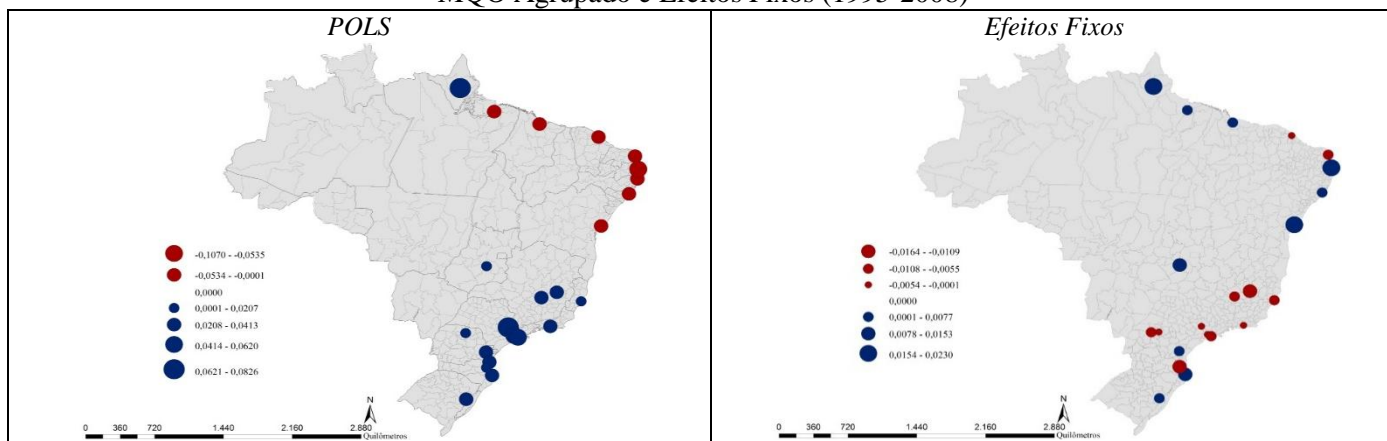 MQO Agrupado e Efeitos Fixos (1995-2008)
POLS
-0,1070 - -0,0535
-0,0534 - -0,0001
0,0000
0,0001 - 0,0207
0,0208 - 0,0413
0,0414 - 0,0620
0,0621 - 0,0826
N
0 360 720 1.440 2.160 2.880
Quilômetros
Efeitos Fixos
-0,0164 - -0,0109
-0,0108 - -0,0055
-0,0054 - -0,0001
0,0000
0,0001 - 0,0077
0,0078 - 0,0153
0,0154 - 0,0230
N
0 360 720 1.440 2.160 2.880
Quilômetros